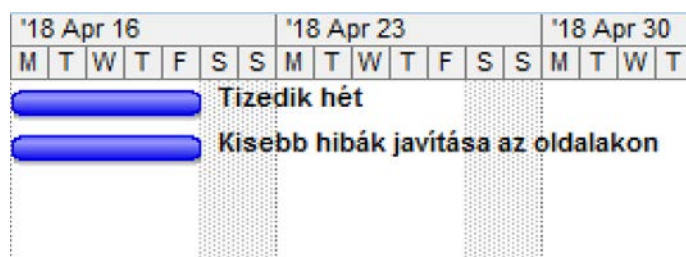 '18 Apr 16 '18 Apr 23 '18 Apr 30
M T W T F S S M T W T F S S M T W T
Tizedik hét
Kisebb hibák javítása az oldalakon